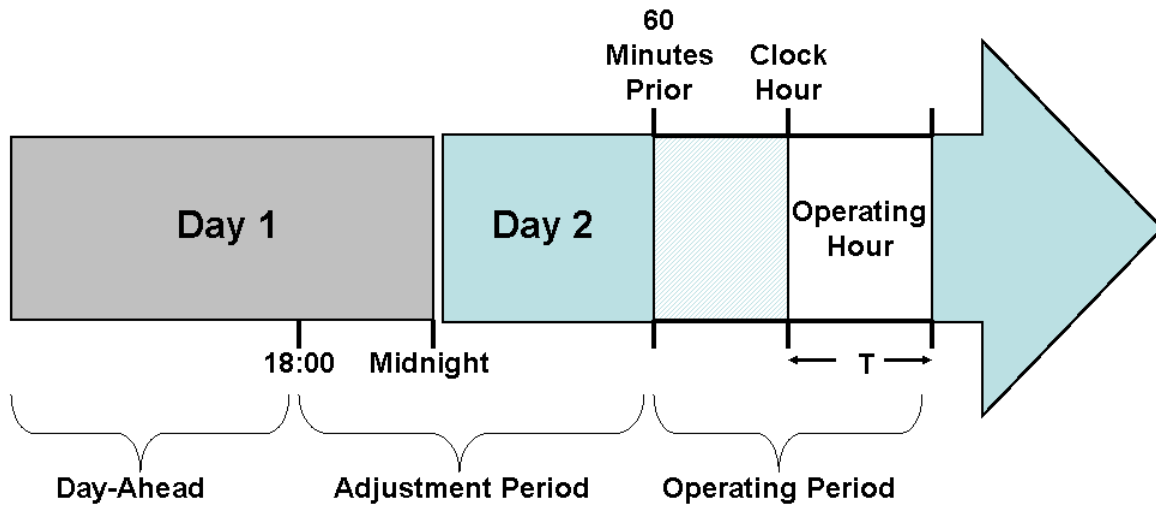 60
Minutes
Prior
Clock
Hour
Day 1
Day 2
Operating
Hour
18:00
Midnight
T
Day-Ahead
Adjustment Period
Operating Period